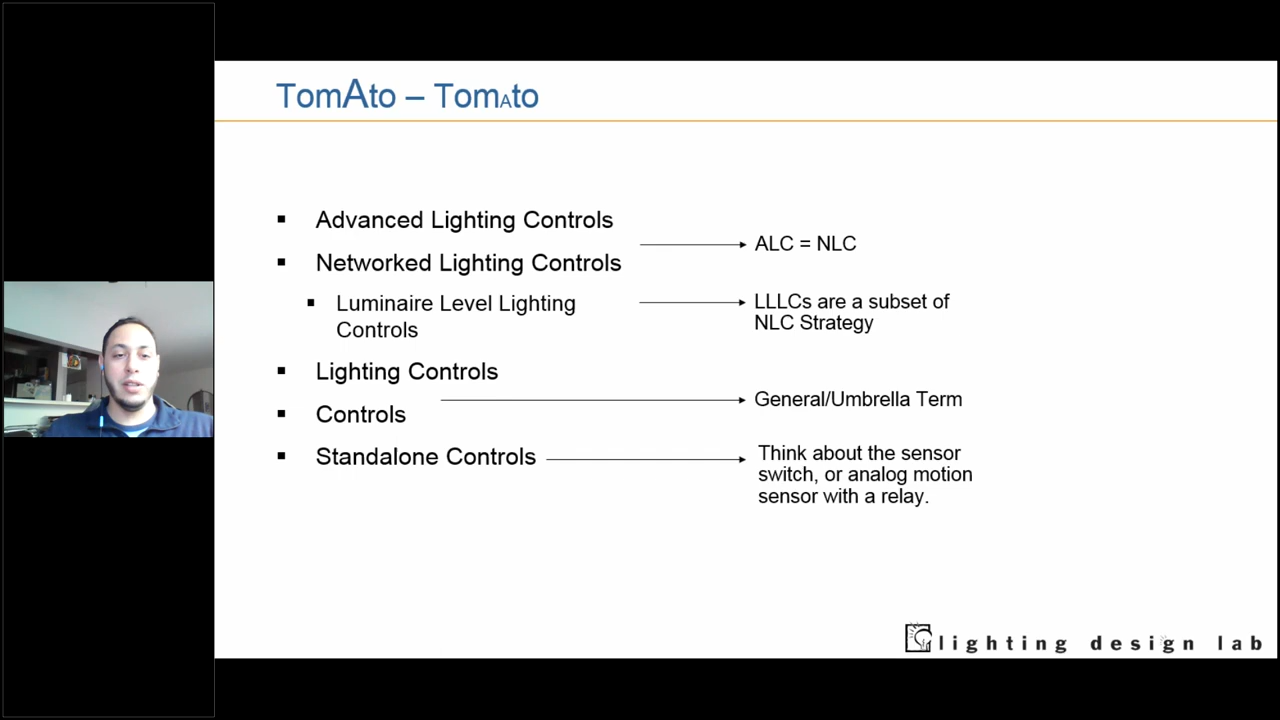 TomAto – TomAto
Advanced Lighting Controls
ALC = NLC
Networked Lighting Controls
Luminaire Level Lighting
Controls
LLLCs are a subset of
NLC Strategy
Lighting Controls
General/Umbrella Term
Controls
Standalone Controls
Think about the sensor
switch, or analog motion
sensor with a relay.
lighting design lab